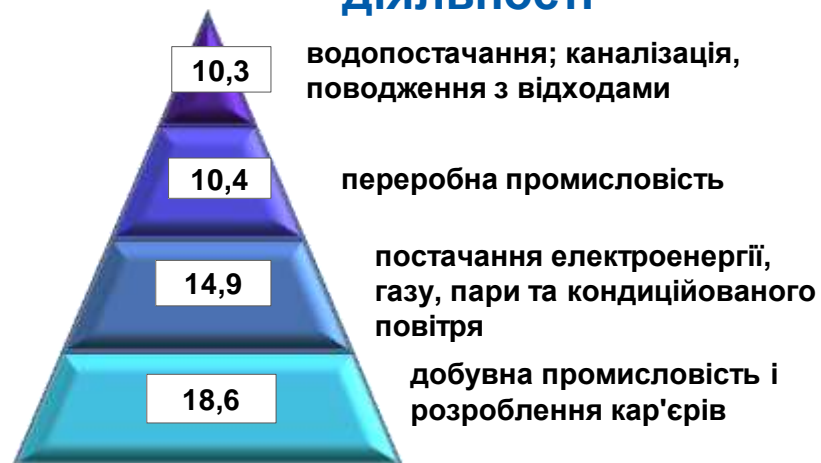 діяльності
10,3
водопостачання; каналізація,
поводження з відходами
10,4
переробна промисловість
14,9
постачання електроенергії,
газу, пари та кондиційованого
повітря
18,6
добувна промисловість і
розроблення кар'єрів